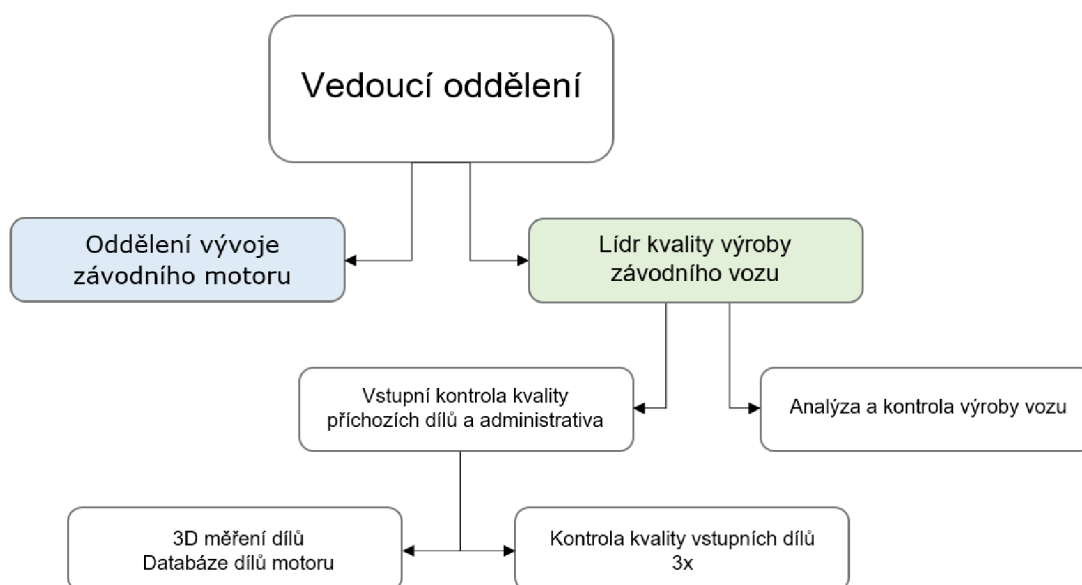 Vedoucí oddělení
Oddělení vývoje
závodního motoru
Lídr kvality výroby
závodního vozu
Vstupní kontrola kvality
příchozích dílů a administrativa
Analýza a kontrola výroby vozu
3D měření dílů
Databáze dílů motoru
Kontrola kvality vstupních dílů
3x